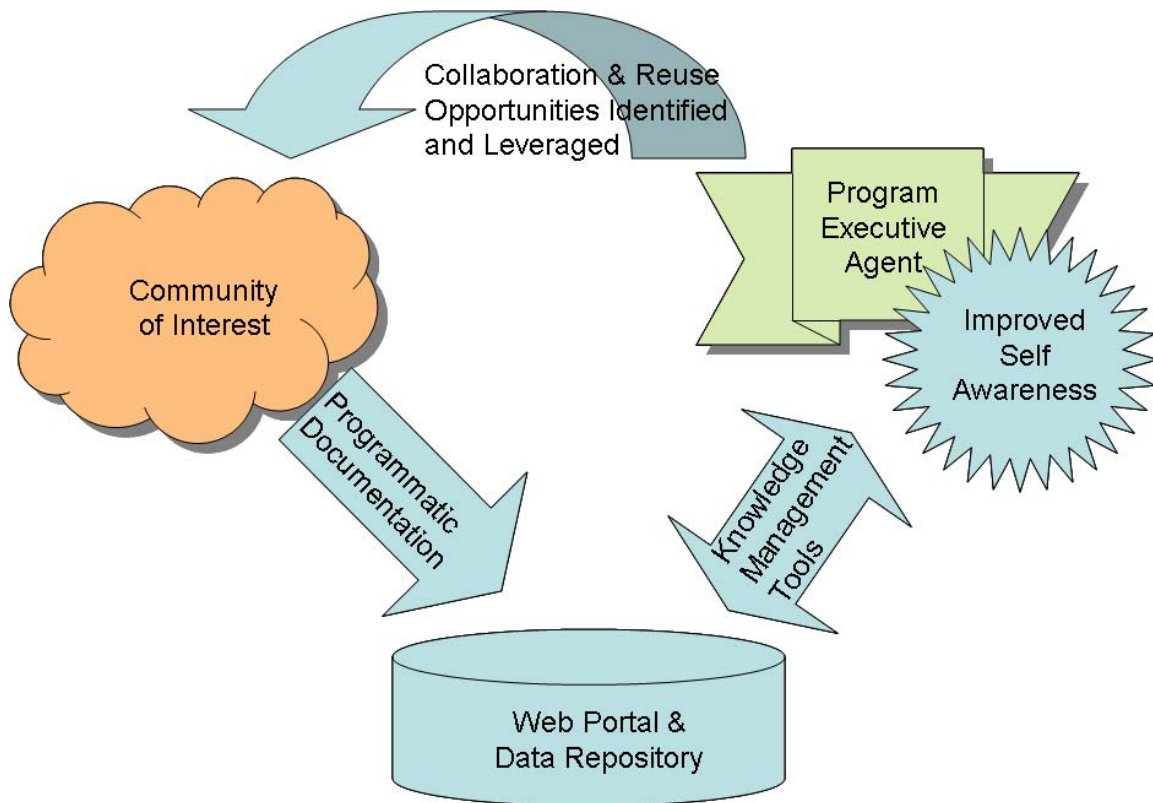 Collaboration & Reuse
Opportunities Identified
and Leveraged
Program
Executive
Agent
Community
of Interest
Improved
Self
Awareness
Programmatic
Documentation
Knowledge
Management
Tools
Web Portal &
Data Repository